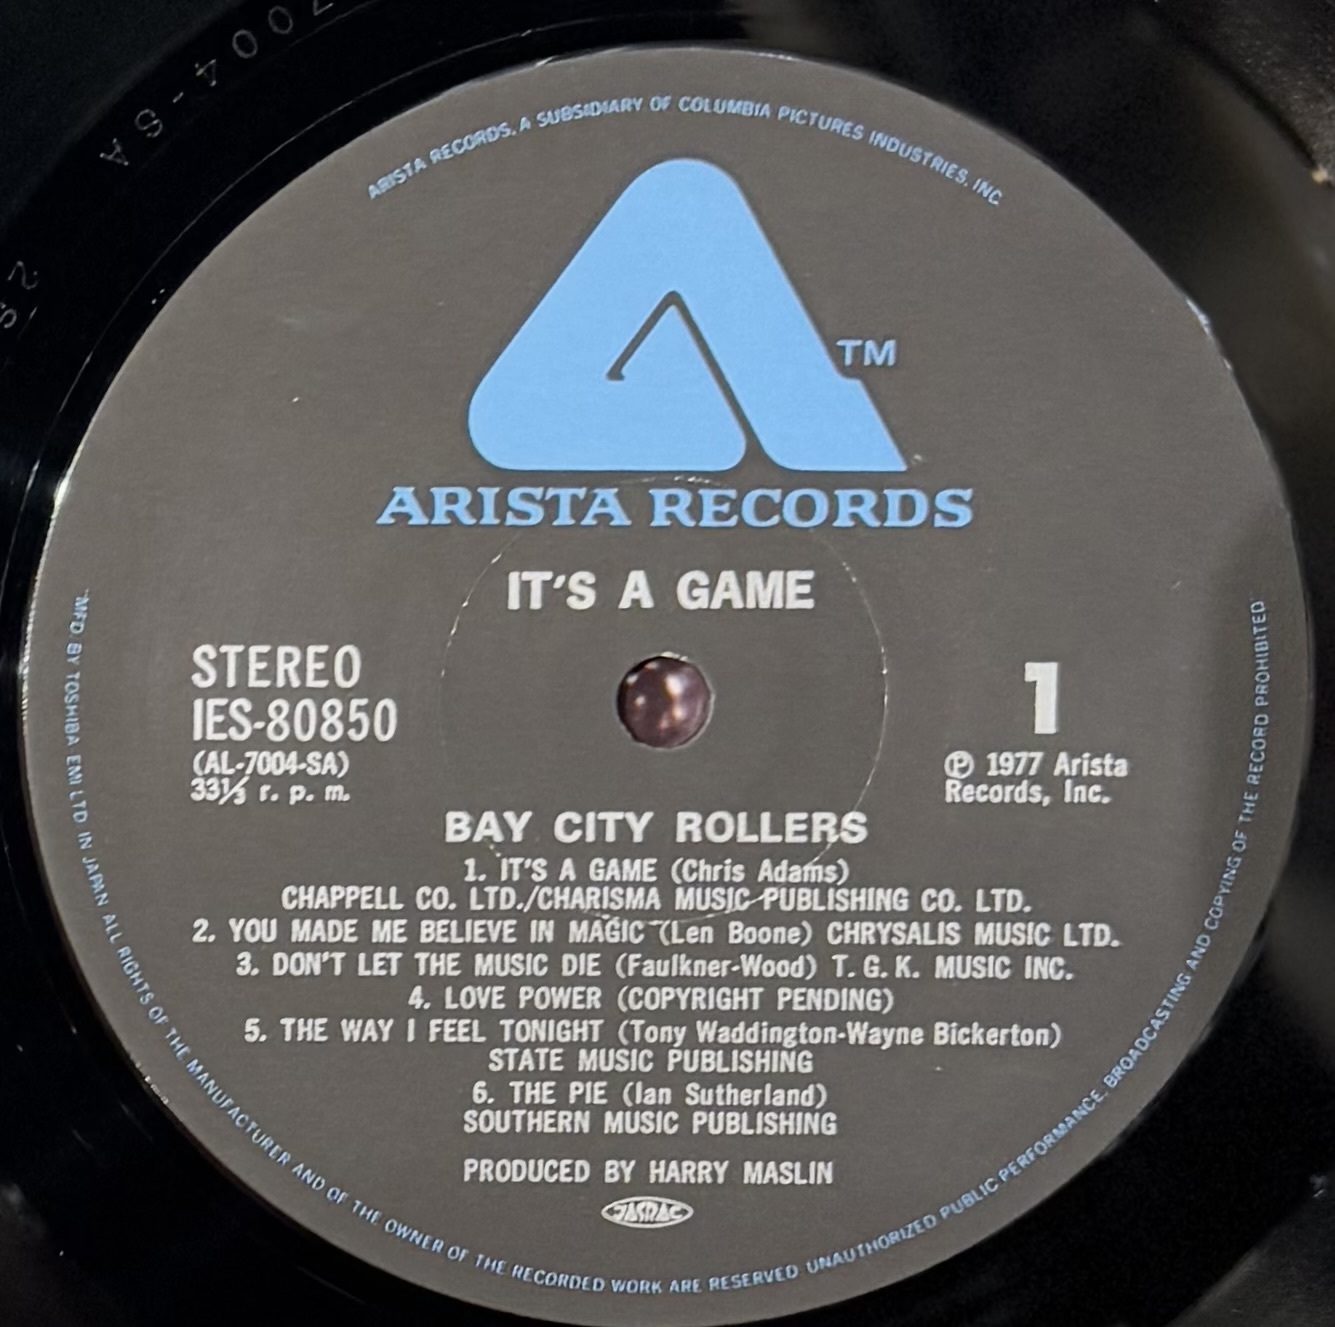 ARISTA RECORDS, A SUBSIDIARY OF COLUMBIA PICTURES INDUSTRIES, INC
TM
ARISTA RECORDS
IT'S A GAME
STEREO
IES-80850
(AL-7004-SA)
33⅓ r. p. m.
1
℗ 1977 Arista
Records, Inc.
BAY CITY ROLLERS
1. IT'S A GAME (Chris Adams)
CHAPPELL CO. LTD./CHARISMA MUSIC PUBLISHING CO. LTD.
2. YOU MADE ME BELIEVE IN MAGIC (Len Boone) CHRYSALIS MUSIC LTD.
3. DON'T LET THE MUSIC DIE (Faulkner-Wood) T. G. K. MUSIC INC.
4. LOVE POWER (COPYRIGHT PENDING)
5. THE WAY I FEEL TONIGHT (Tony Waddington-Wayne Bickerton)
STATE MUSIC PUBLISHING
6. THE PIE (Ian Sutherland)
SOUTHERN MUSIC PUBLISHING
PRODUCED BY HARRY MASLIN
JASRAC
"MFD BY TOSHIBA EMI LTD IN JAPAN ALL RIGHTS OF THE MANUFACTURER AND OF THE OWNER OF THE RECORDED WORK ARE RESERVED UNAUTHORIZED PUBLIC PERFORMANCE, BROADCASTING AND COPYING OF THE RECORD PROHIBITED
7004-SA
2S